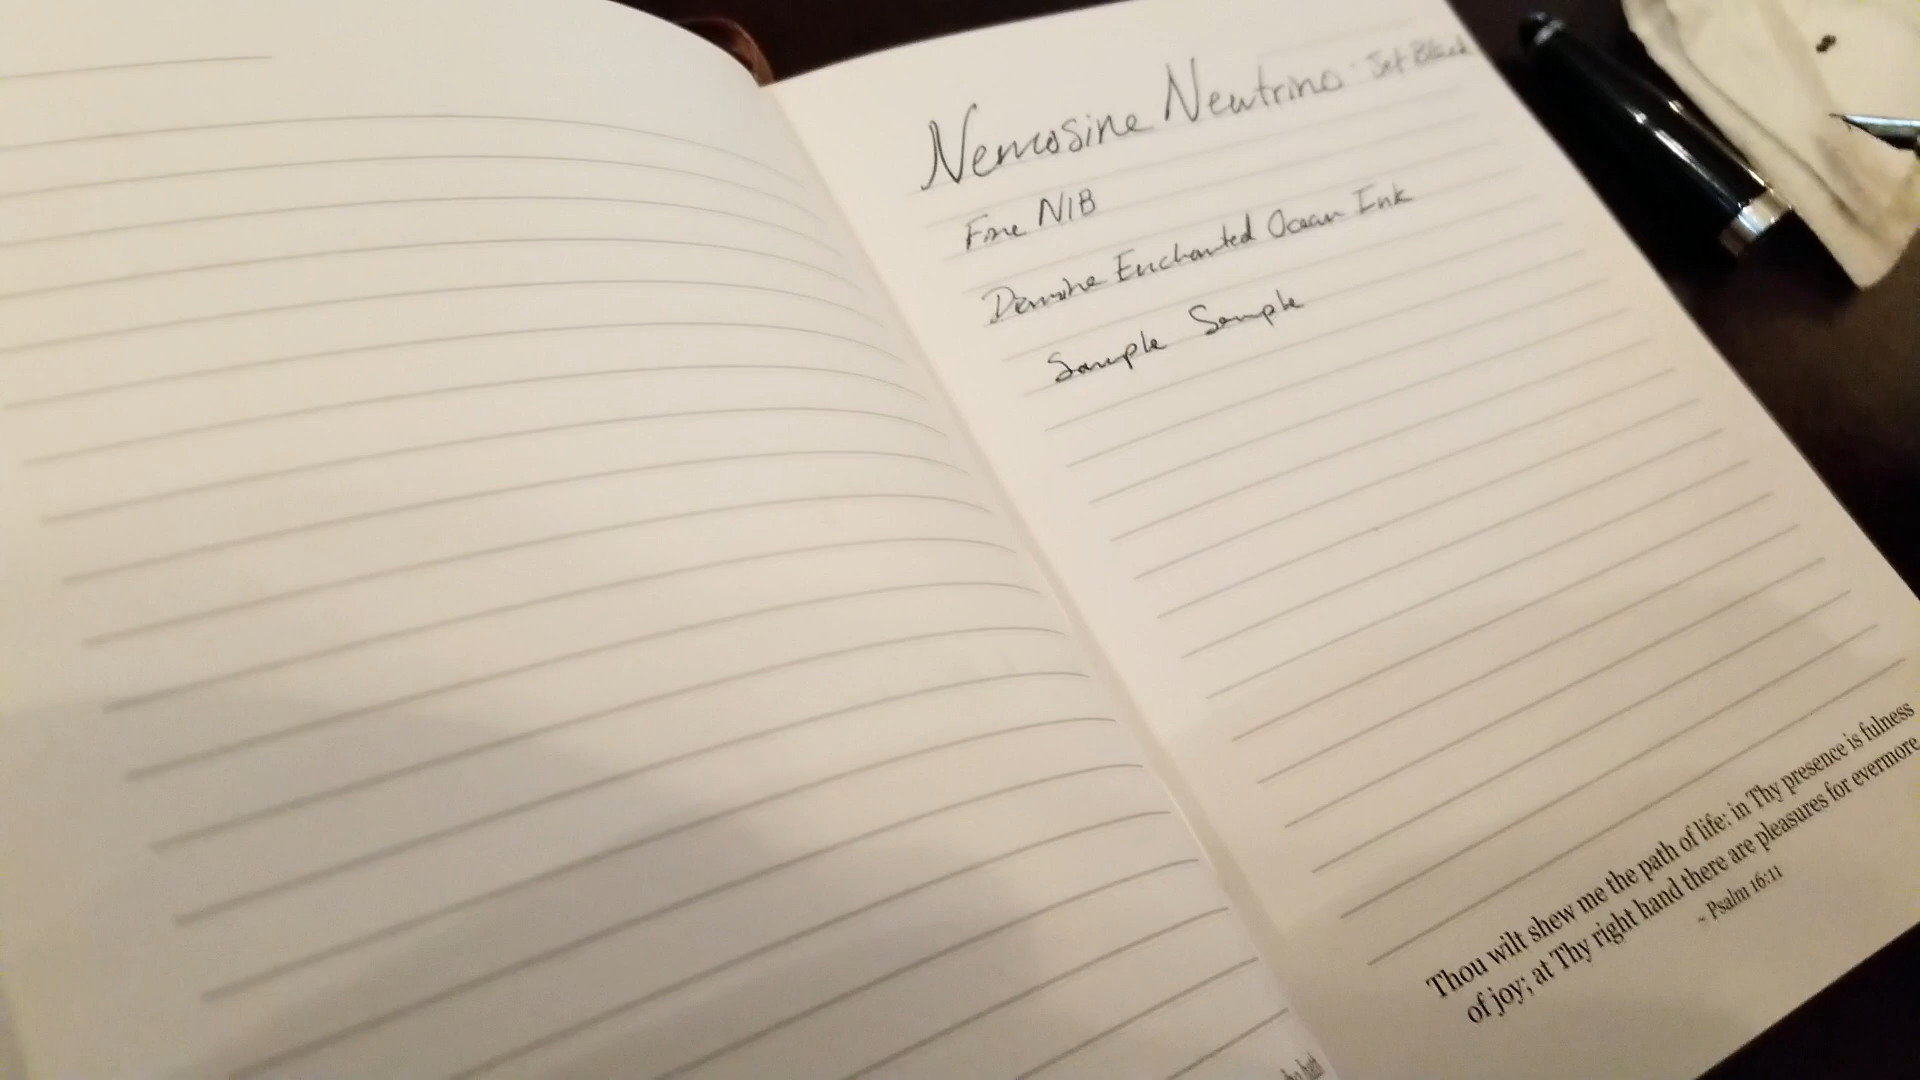 Nemosine Neutrino · Jet Black
Fine NIB
Enchanted Ocean Ink
Sample Sample
Thou wilt shew me the path of life: in Thy presence is fulness
of joy; at Thy right hand there are pleasures for evermore
~ Psalm 16:11
hath